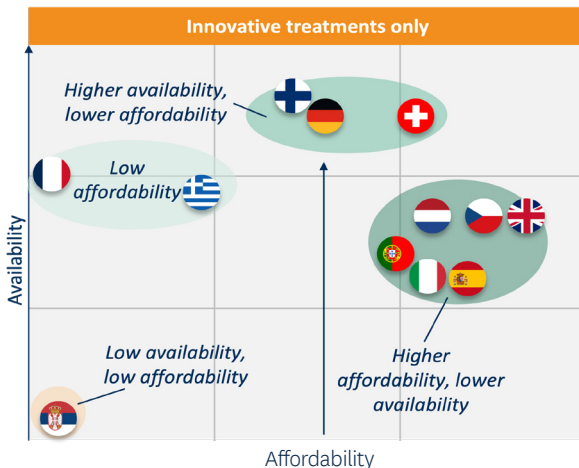 Innovative treatments only
Higher availability,
lower affordability
Low
affordability
Availability
Low availability,
low affordability
Higher
affordability, lower
availability
Affordability